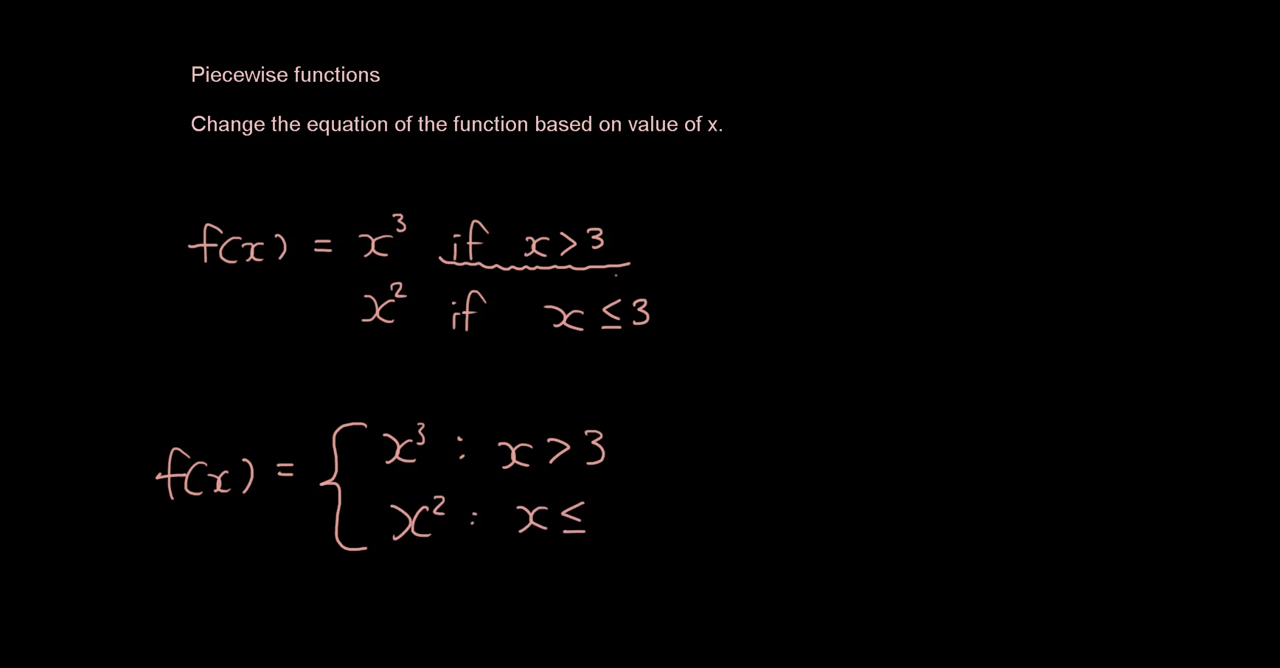 Piecewise functions
Change the equation of the function based on value of x.
f(x) = x³ if x > 3
x² if x ≤ 3
f(x) = { x³ : x > 3
x² : x ≤